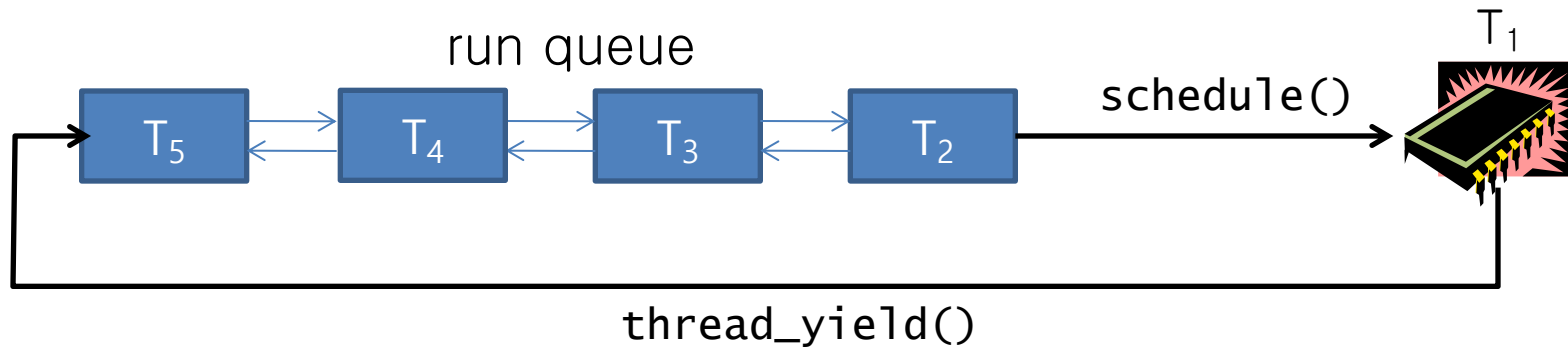 T₁
run queue
schedule()
T₅ T₄ T₃ T₂
thread_yield()